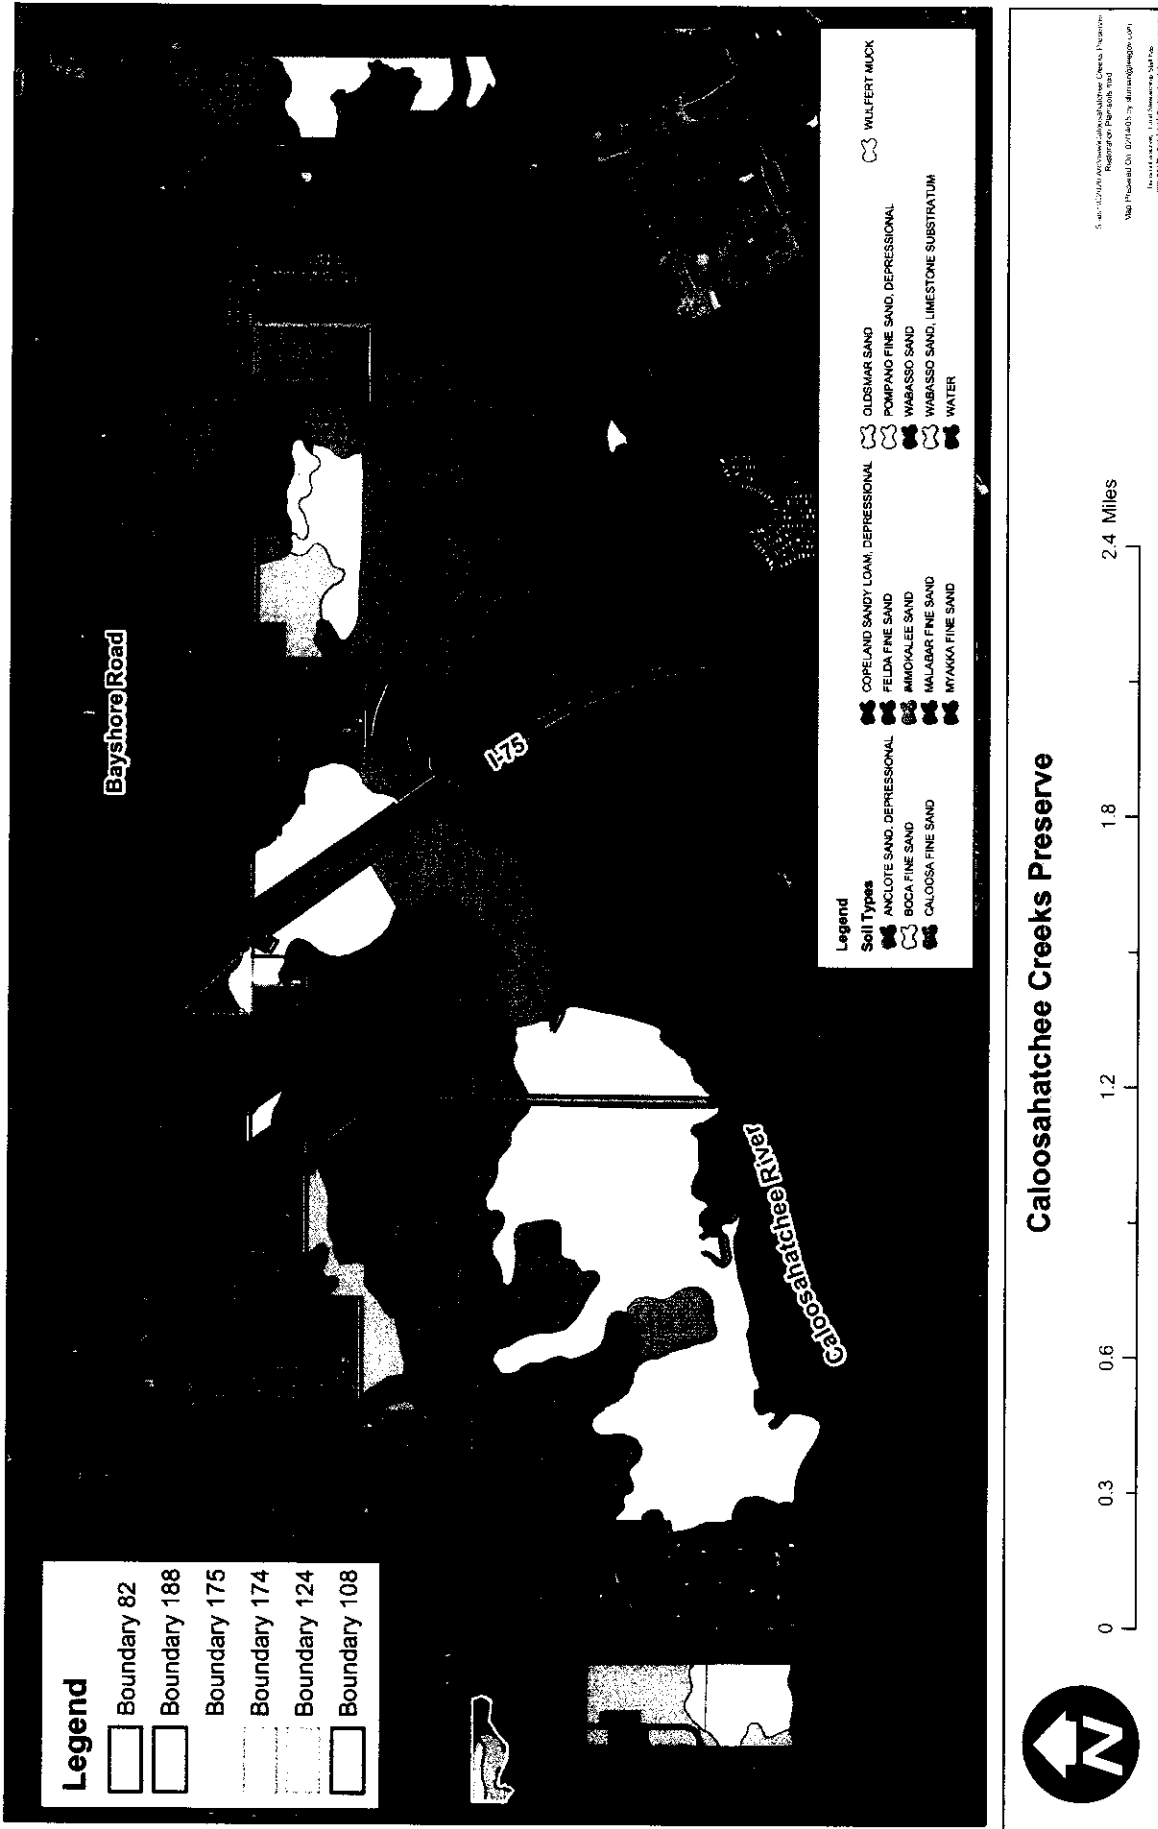 Legend
Boundary 82
Boundary 188
Boundary 175
Boundary 174
Boundary 124
Boundary 108
Bayshore Road
I-75
Caloosahatchee River
Legend
Soil Types
ANCLOTE SAND, DEPRESSIONAL
BOCA FINE SAND
CALOOSA FINE SAND
COPELAND SANDY LOAM, DEPRESSIONAL
FELDA FINE SAND
IMMOKALEE SAND
MALABAR FINE SAND
MYAKKA FINE SAND
OLDSMAR SAND
POMPANO FINE SAND, DEPRESSIONAL
WABASSO SAND
WABASSO SAND, LIMESTONE SUBSTRATUM
WATER
WULFERT MUCK
N
Caloosahatchee Creeks Preserve
0 0.3 0.6 1.2 1.8 2.4 Miles
Map Prepared On: